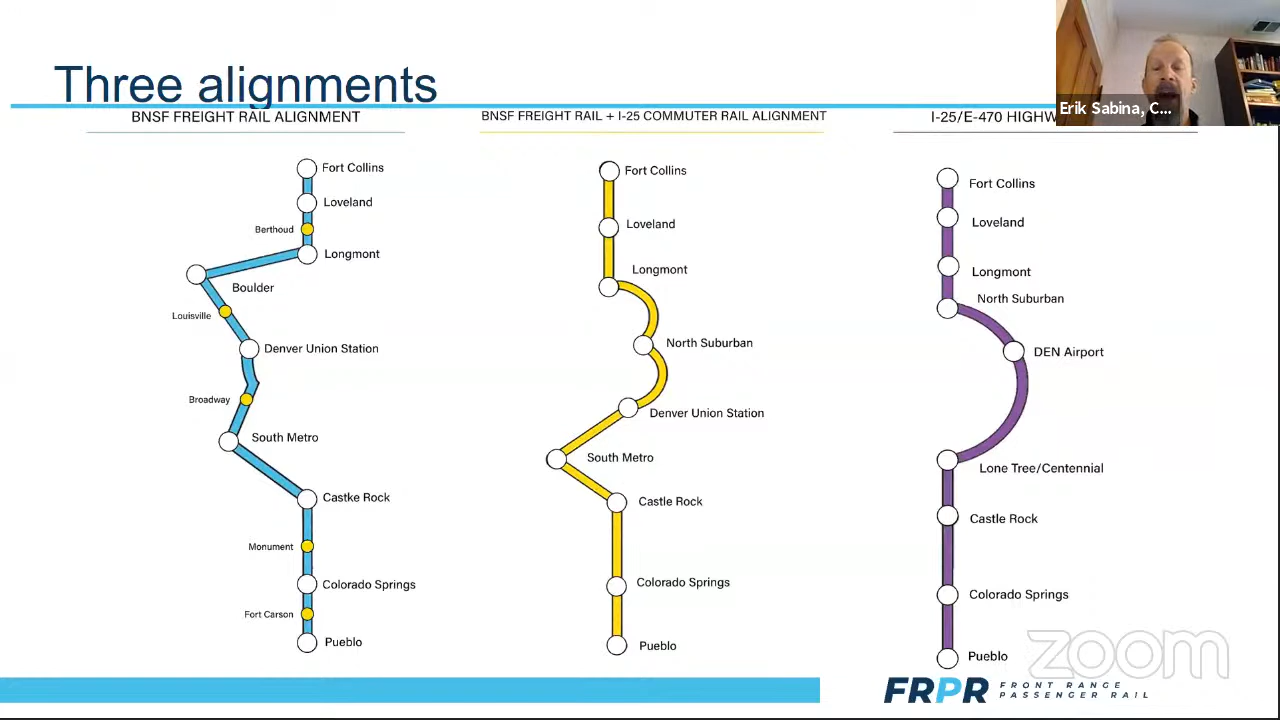 Three alignments
Erik Sabina, C...
BNSF FREIGHT RAIL ALIGNMENT
Fort Collins
Loveland
Berthoud
Longmont
Boulder
Louisville
Denver Union Station
Broadway
South Metro
Castke Rock
Monument
Colorado Springs
Fort Carson
Pueblo
BNSF FREIGHT RAIL + I-25 COMMUTER RAIL ALIGNMENT
Fort Collins
Loveland
Longmont
North Suburban
Denver Union Station
South Metro
Castle Rock
Colorado Springs
Pueblo
I-25/E-470
Fort Collins
Loveland
Longmont
North Suburban
DEN Airport
Lone Tree/Centennial
Castle Rock
Colorado Springs
Pueblo
zoom
FRPR
FRONT RANGE
PASSENGER RAIL